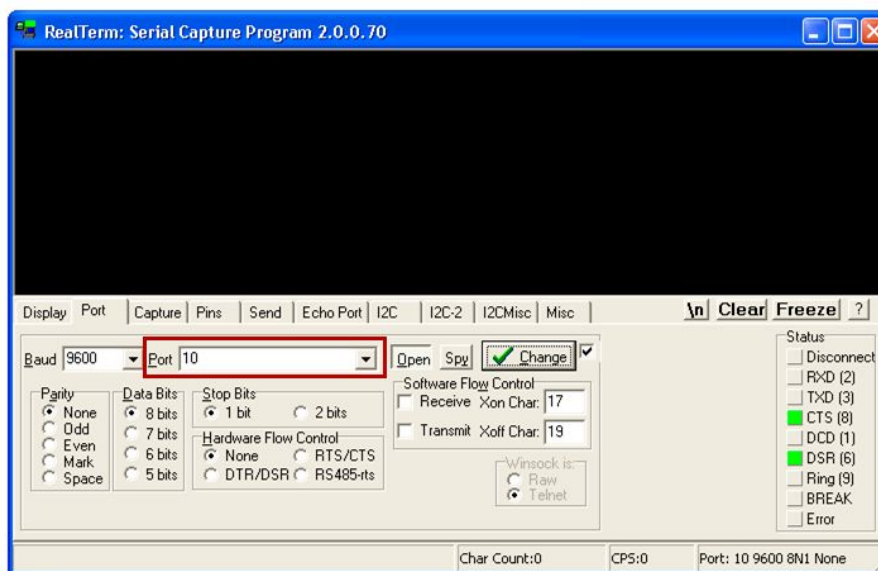 RealTerm: Serial Capture Program 2.0.0.70
Display Port Capture Pins Send Echo Port I2C I2C-2 I2CMisc Misc \n Clear Freeze ?
Baud 9600 Port 10 Open Spy Change
Parity
None
Odd
Even
Mark
Space
Data Bits
8 bits
7 bits
6 bits
5 bits
Stop Bits
1 bit 2 bits
Hardware Flow Control
None RTS/CTS
DTR/DSR RS485-rts
Software Flow Control
Receive Xon Char: 17
Transmit Xoff Char: 19
Winsock is:
Raw
Telnet
Status
Disconnect
RXD (2)
TXD (3)
CTS (8)
DCD (1)
DSR (6)
Ring (9)
BREAK
Error
Char Count:0 CPS:0 Port: 10 9600 8N1 None